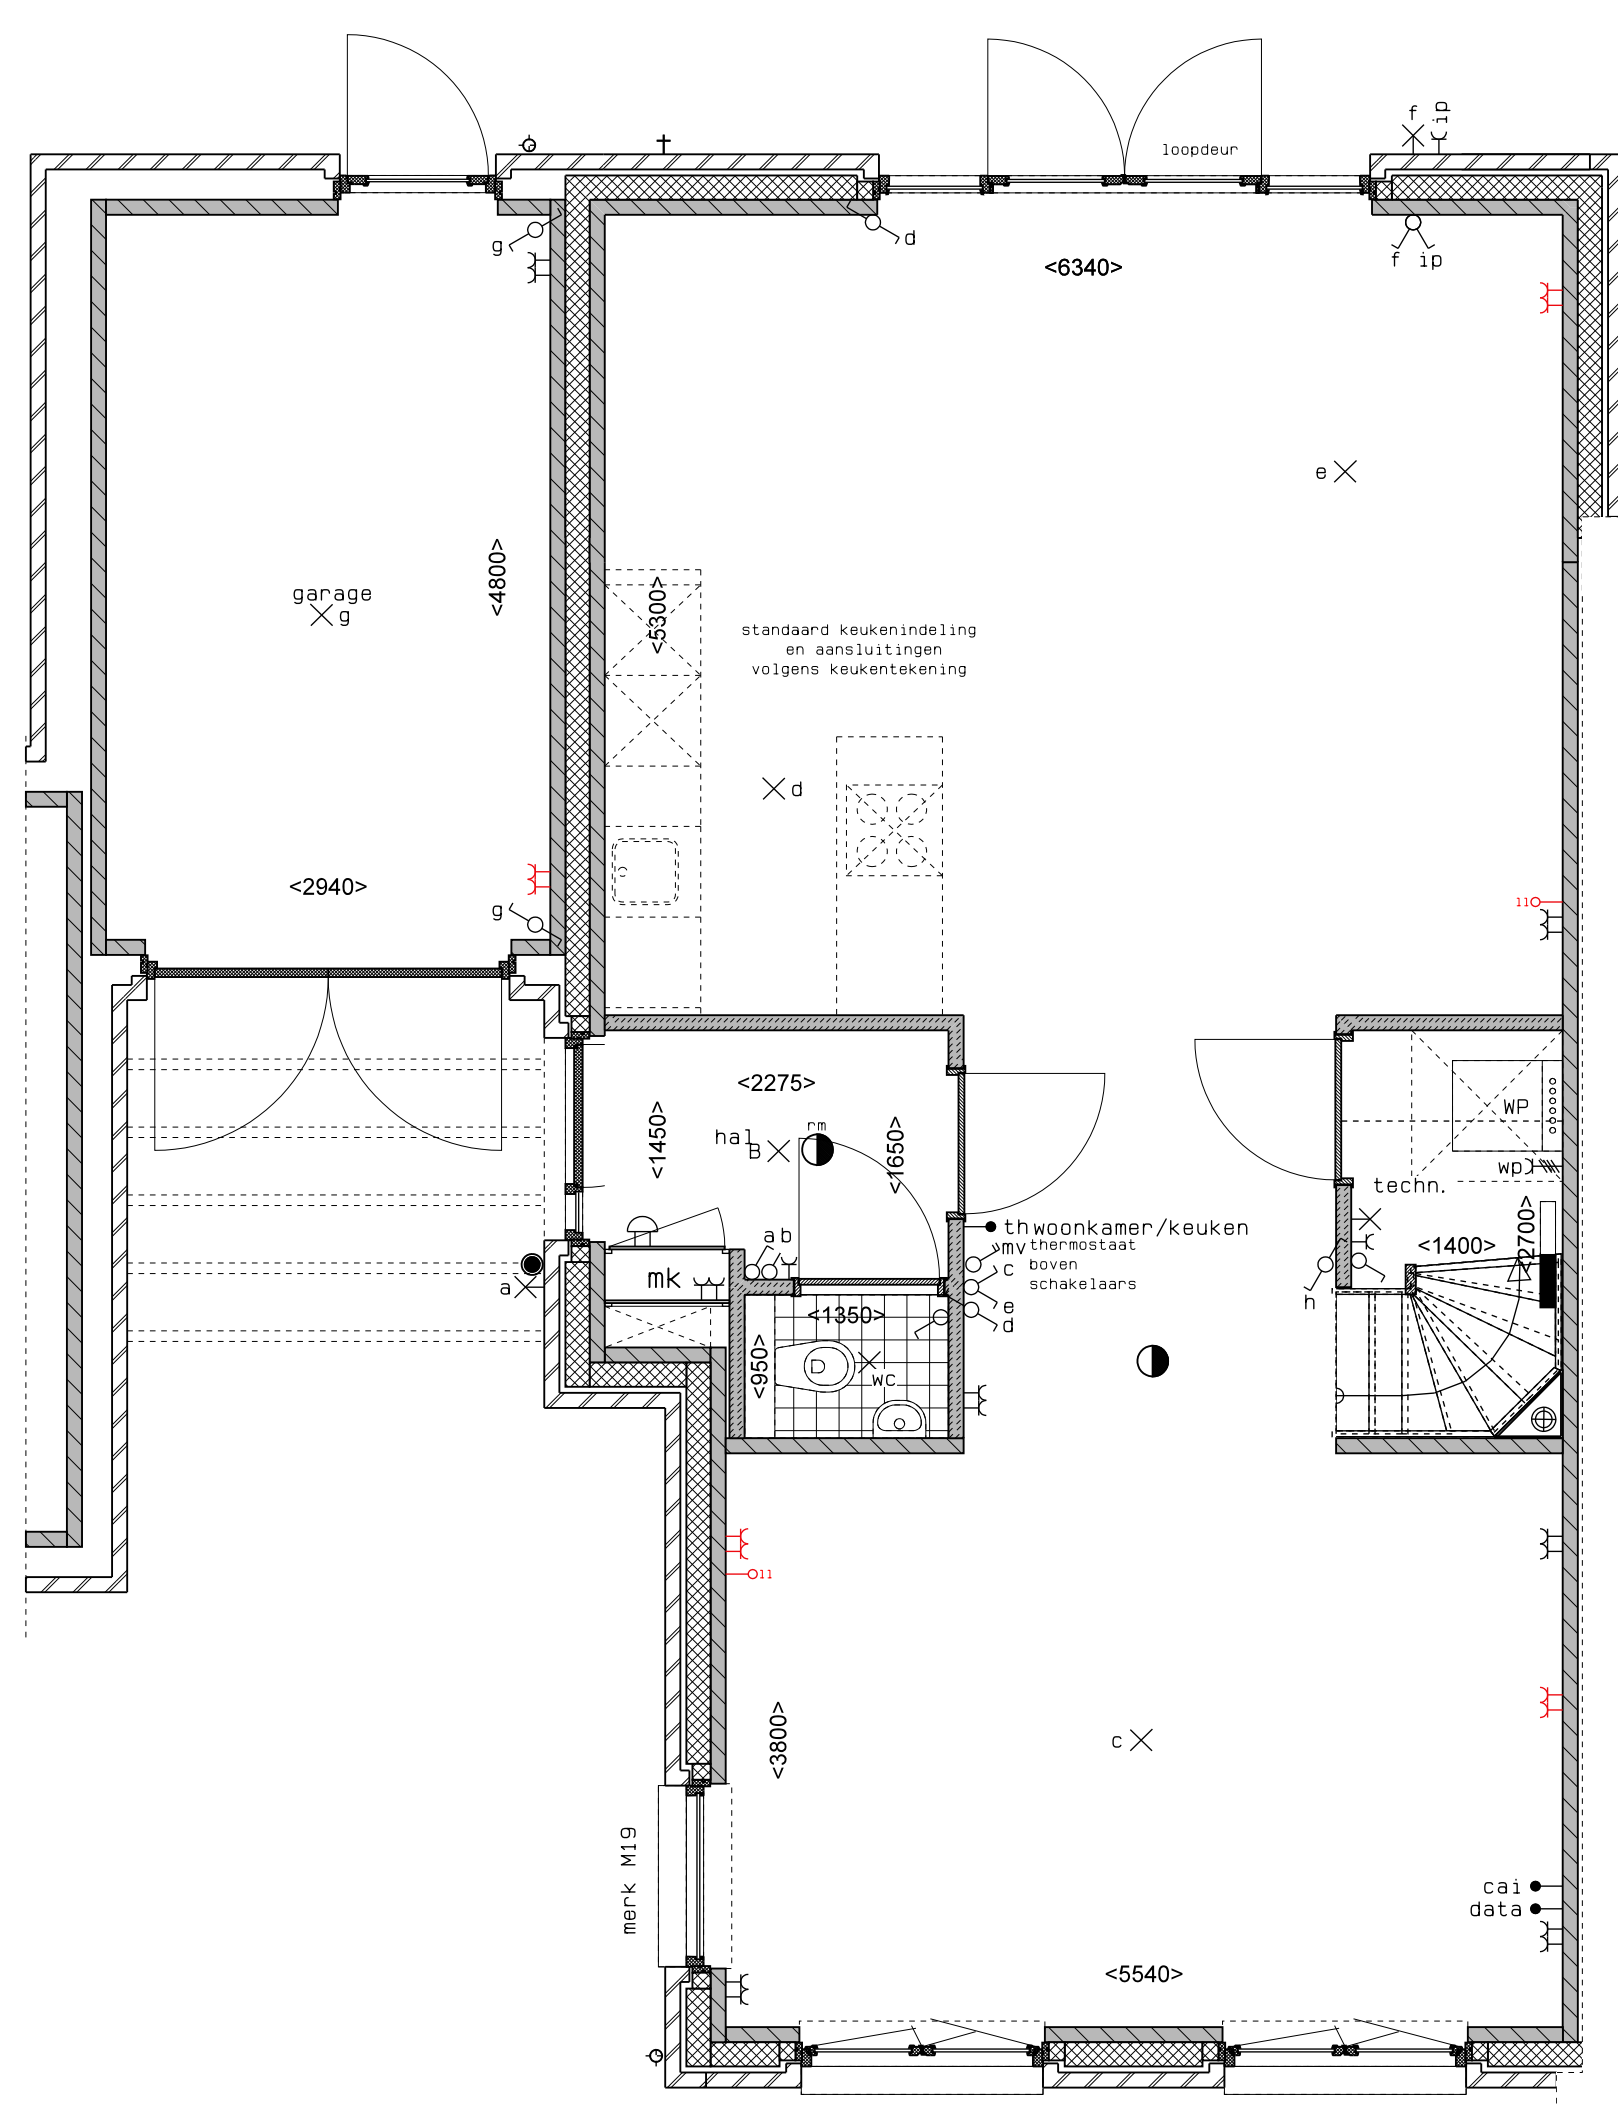 f
ip
loopdeur
g
d
f ip
<6340>
e
<4800>
garage
g
<5300>
standaard keukenindeling
en aansluitingen
volgens keukentekening
d
<2940>
g
11
<2275>
<1450>
hal
B
rm
<1650>
WP
wp
techn.
th woonkamer/keuken
mv thermostaat
boven
schakelaars
c
e
d
a b
mk
a
<1350>
<950>
wc
D
<1400>
<2700>
h
11
<3800>
c
merk M19
cai
data
<5540>